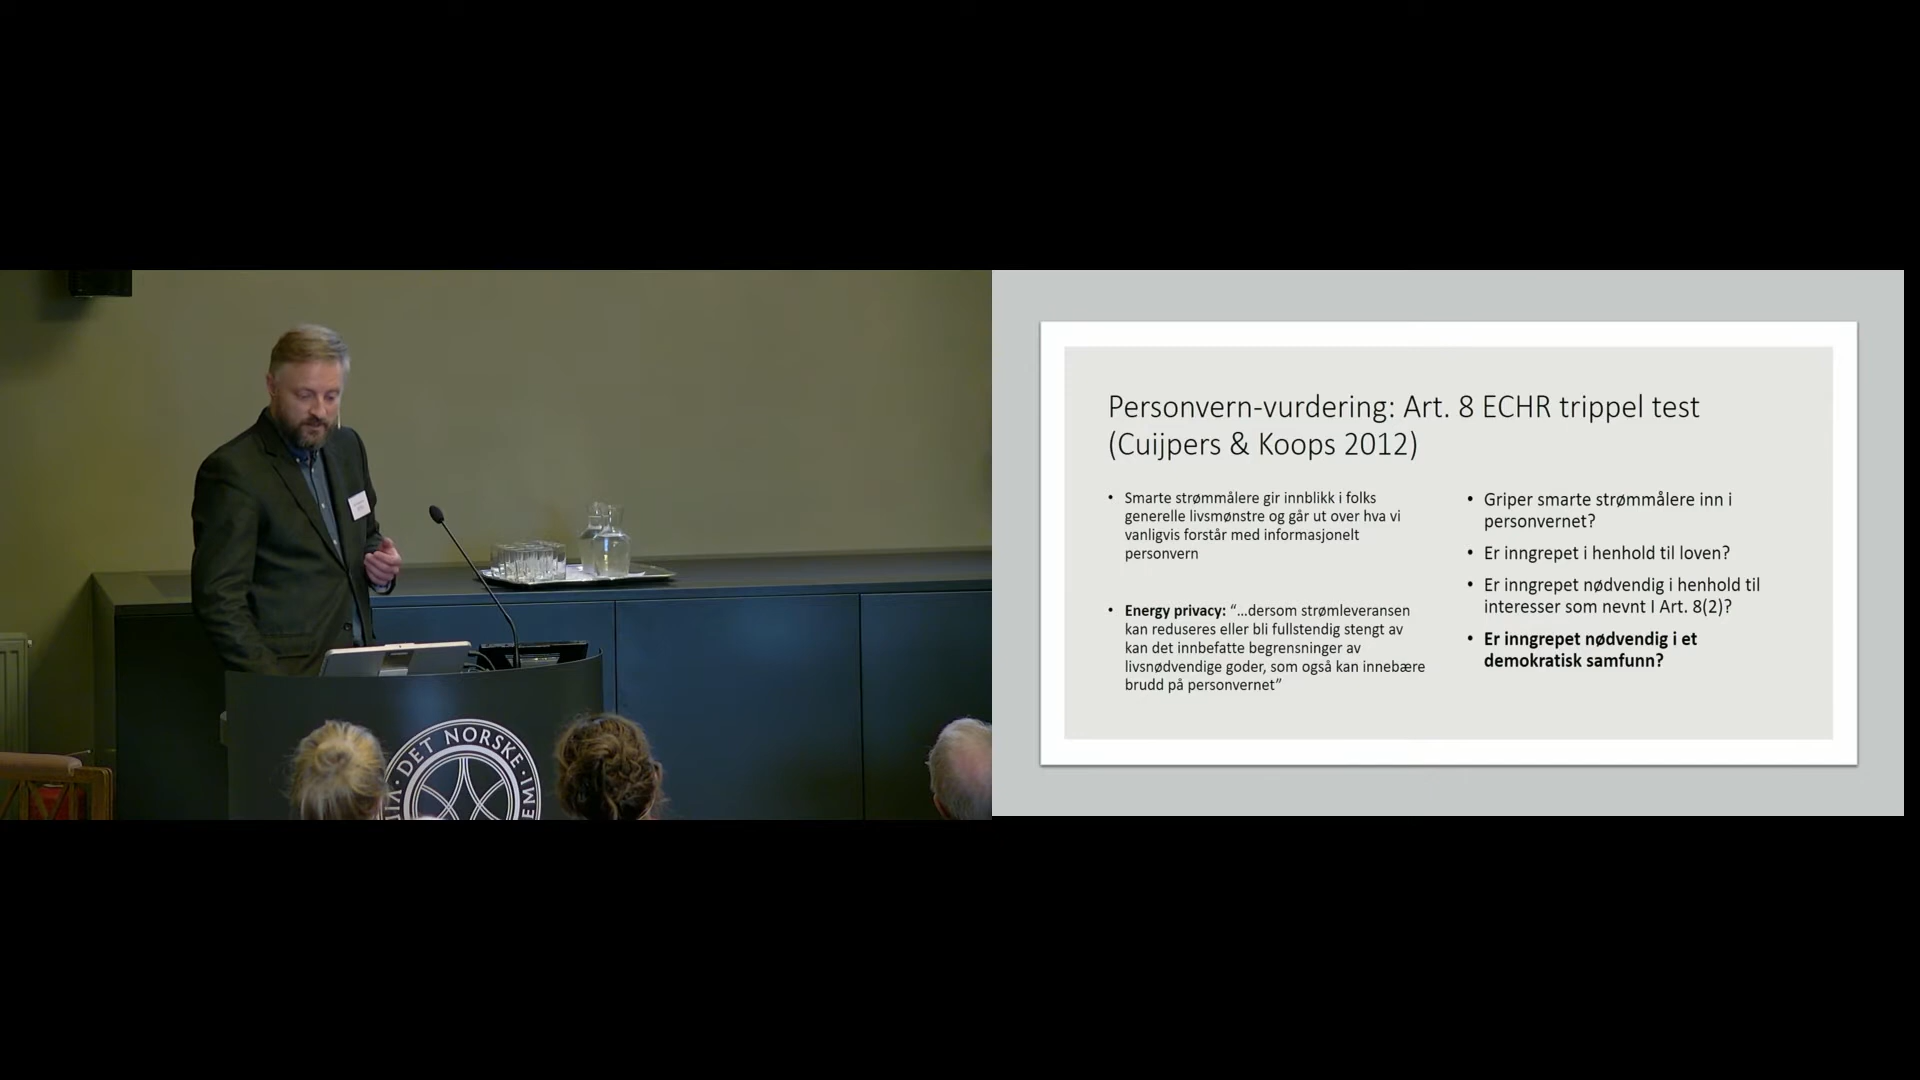 Personvern-vurdering: Art. 8 ECHR trippel test
(Cuijpers & Koops 2012)
• Smarte strømmålere gir innblikk i folks
generelle livsmønstre og går ut over hva vi
vanligvis forstår med informasjonelt
personvern
• Energy privacy: “...dersom strømleveransen
kan reduseres eller bli fullstendig stengt av
kan det innbefatte begrensninger av
livsnødvendige goder, som også kan innebære
brudd på personvernet”
• Griper smarte strømmålere inn i
personvernet?
• Er inngrepet i henhold til loven?
• Er inngrepet nødvendig i henhold til
interesser som nevnt I Art. 8(2)?
• Er inngrepet nødvendig i et
demokratisk samfunn?
DET NORSKE